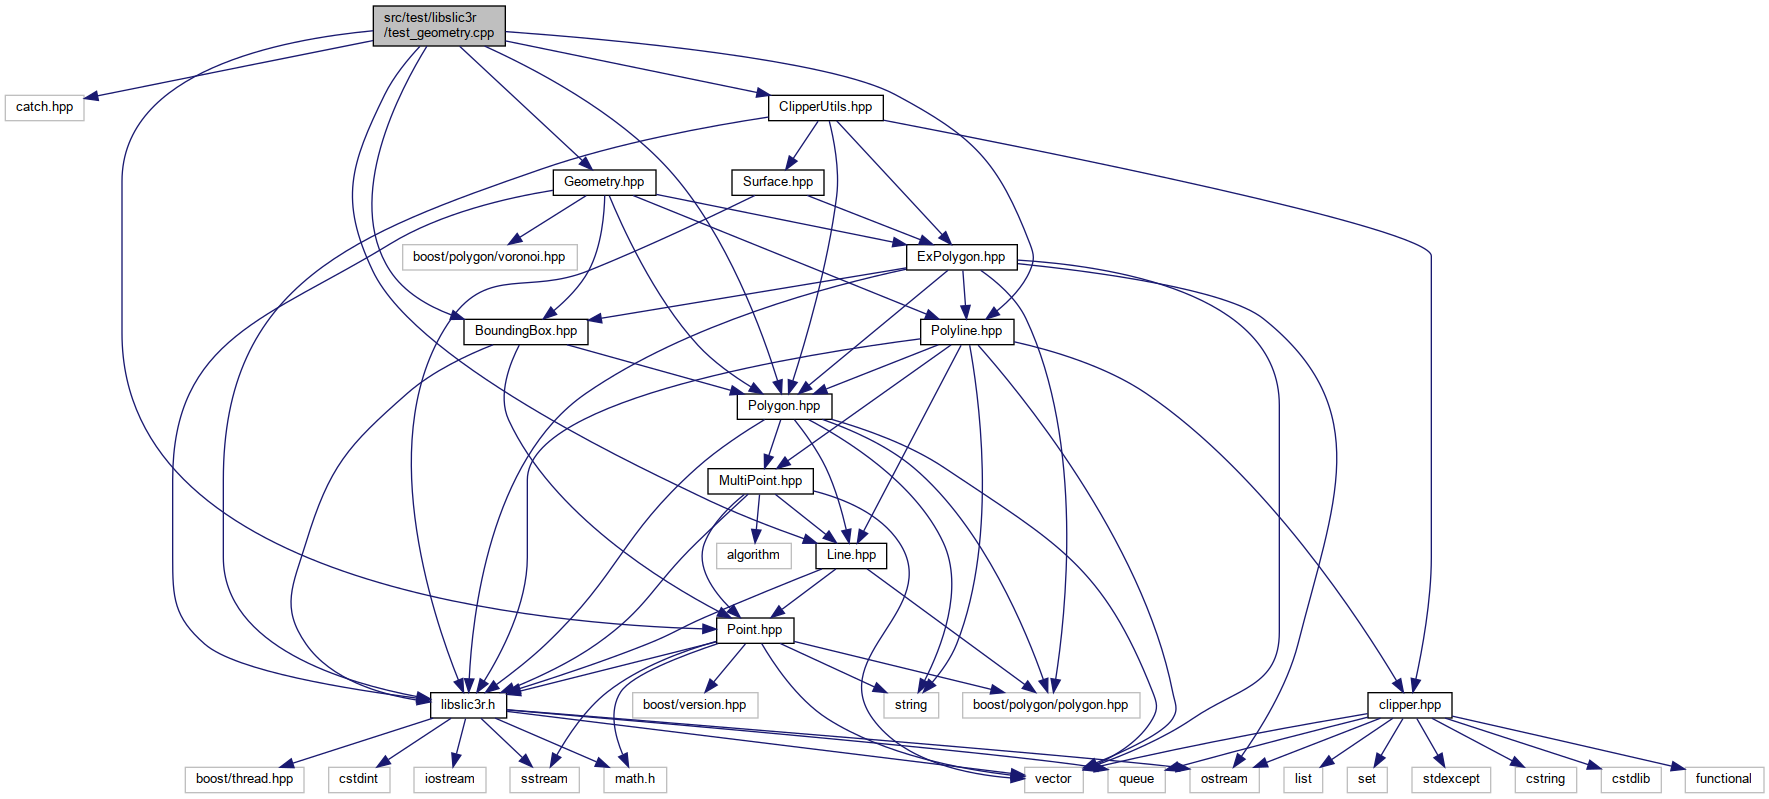 src/test/libslic3r
/test_geometry.cpp
catch.hpp
ClipperUtils.hpp
Geometry.hpp
Surface.hpp
boost/polygon/voronoi.hpp
ExPolygon.hpp
BoundingBox.hpp
Polyline.hpp
Polygon.hpp
MultiPoint.hpp
algorithm
Line.hpp
Point.hpp
libslic3r.h
boost/version.hpp
string
boost/polygon/polygon.hpp
clipper.hpp
boost/thread.hpp
cstdint
iostream
sstream
math.h
vector
queue
ostream
list
set
stdexcept
cstring
cstdlib
functional